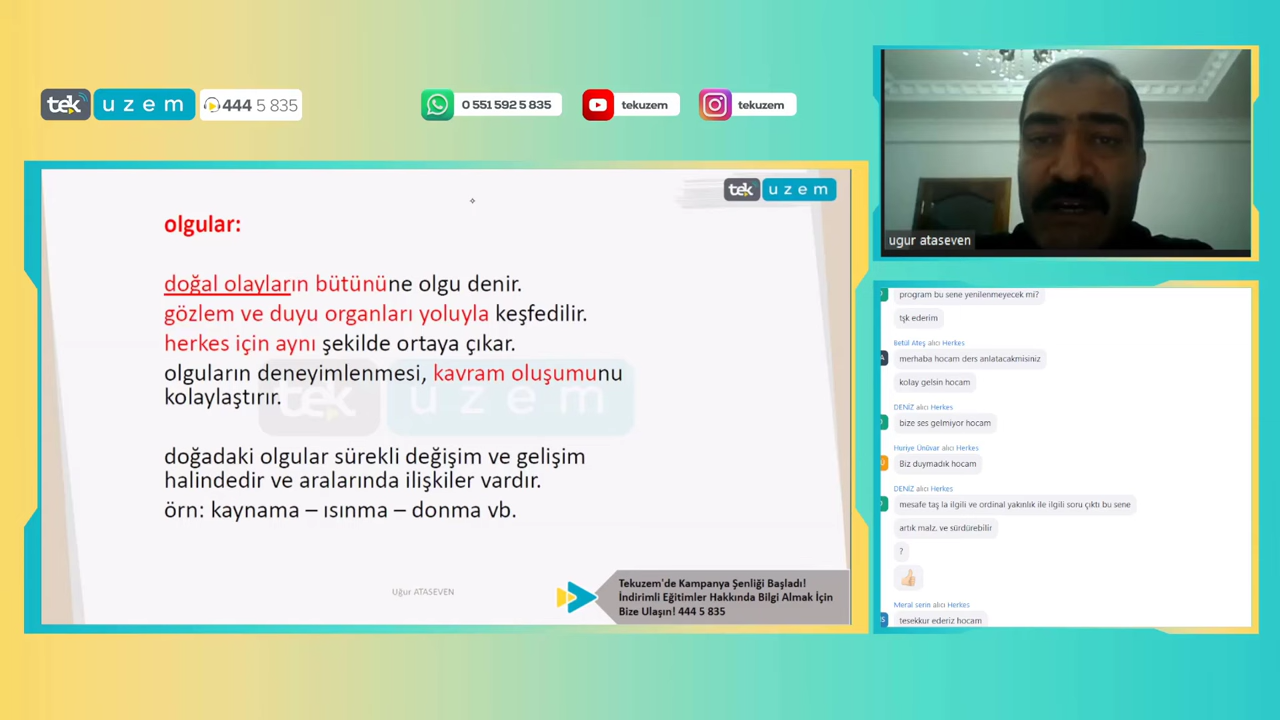 tek uzem 444 5 835
0 551 592 5 835
tekuzem
tekuzem
tek uzem
olgular:
doğal olayların bütününe olgu denir.
gözlem ve duyu organları yoluyla keşfedilir.
herkes için aynı şekilde ortaya çıkar.
olguların deneyimlenmesi, kavram oluşumunu
kolaylaştırır.
tek uzem
doğadaki olgular sürekli değişim ve gelişim
halindedir ve aralarında ilişkiler vardır.
örn: kaynama – ısınma – donma vb.
Uğur ATASEVEN
Tekuzem'de Kampanya Şenliği Başladı!
İndirimli Eğitimler Hakkında Bilgi Almak İçin
Bize Ulaşın! 444 5 835
ugur ataseven
program bu sene yenilenmeyecek mi?
tşk ederim
Betül Ateş alıcı Herkes
merhaba hocam ders anlatacakmisiniz
kolay gelsin hocam
DENİZ alıcı Herkes
bize ses gelmiyor hocam
Huriye Ünüvar alıcı Herkes
Biz duymadık hocam
DENİZ alıcı Herkes
mesafe taş la ilgili ve ordinal yakınlık ile ilgili soru çıktı bu sene
artık malz. ve sürdürebilir
?
Meral serin alıcı Herkes
tesekkur ederiz hocam